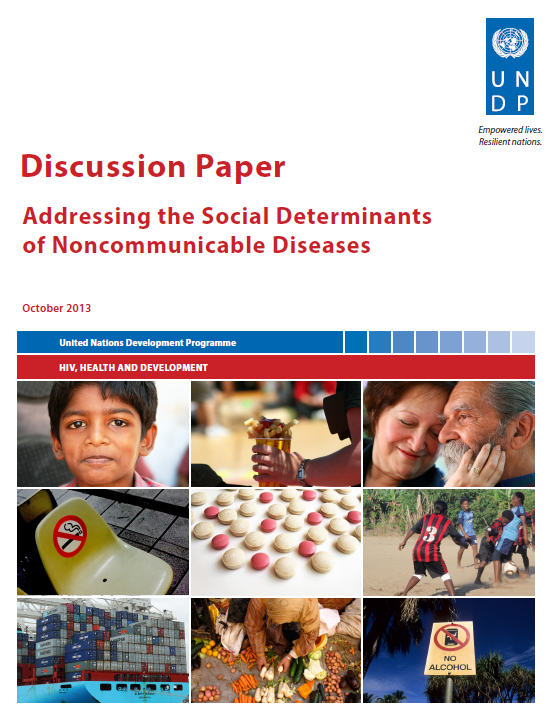 U N
D P
Empowered lives.
Resilient nations.
Discussion Paper
Addressing the Social Determinants
of Noncommunicable Diseases
October 2013
United Nations Development Programme
HIV, HEALTH AND DEVELOPMENT
3
NO
ALCOHOL